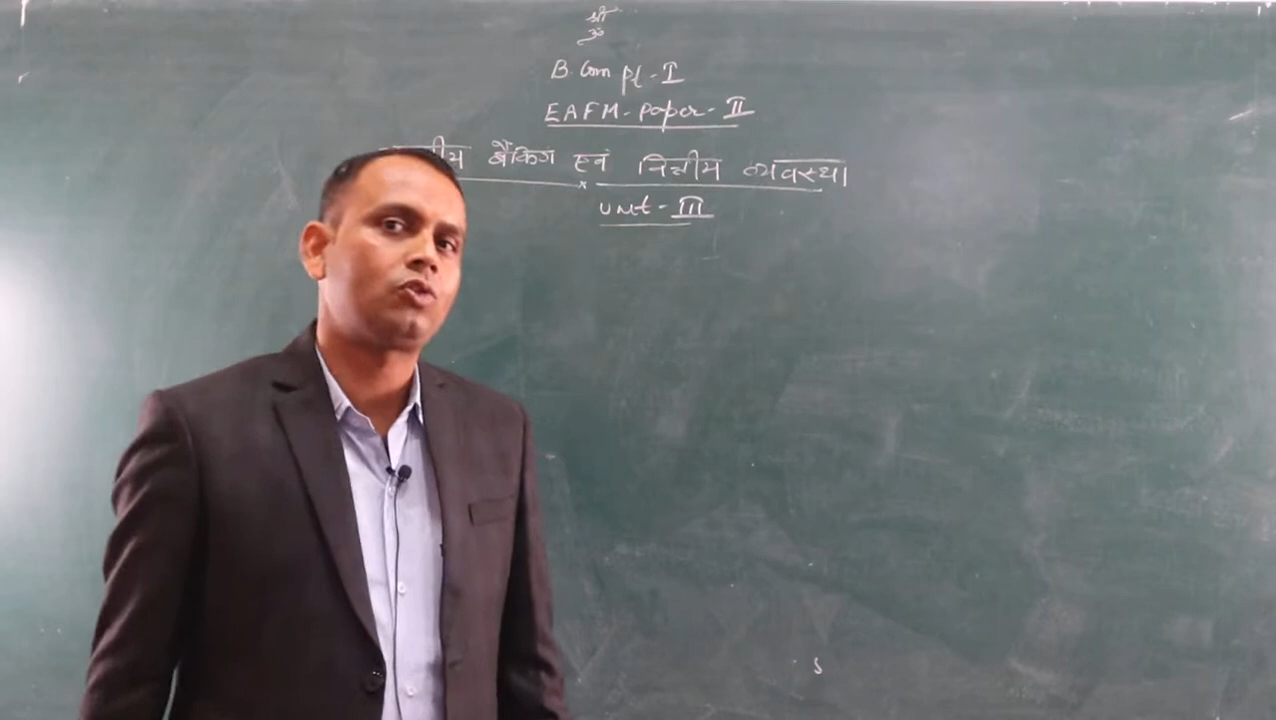 श्री
ॐ
B.Com pt-I
EAFM-Paper-II
बैंकिंग एवं वित्तीय व्यवस्था
Unit-III